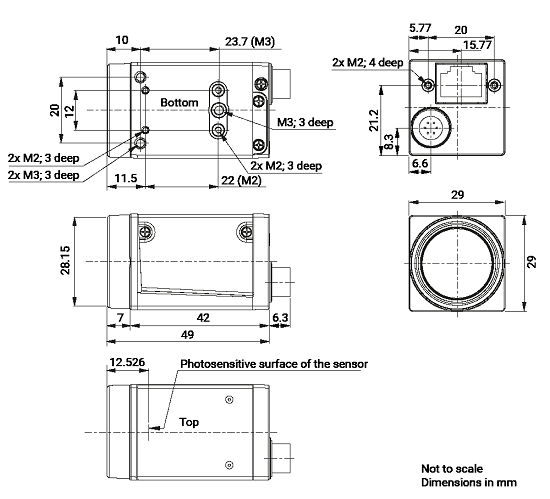 10
23.7 (M3)
5.77
20
15.77
2x M2; 4 deep
20
12
Bottom
M3; 3 deep
21.2
8.3
2x M2; 3 deep
2x M3; 3 deep
2x M2; 3 deep
11.5
22 (M2)
6.6
29
28.15
29
7
42
6.3
49
12.526
Photosensitive surface of the sensor
Top
Not to scale
Dimensions in mm